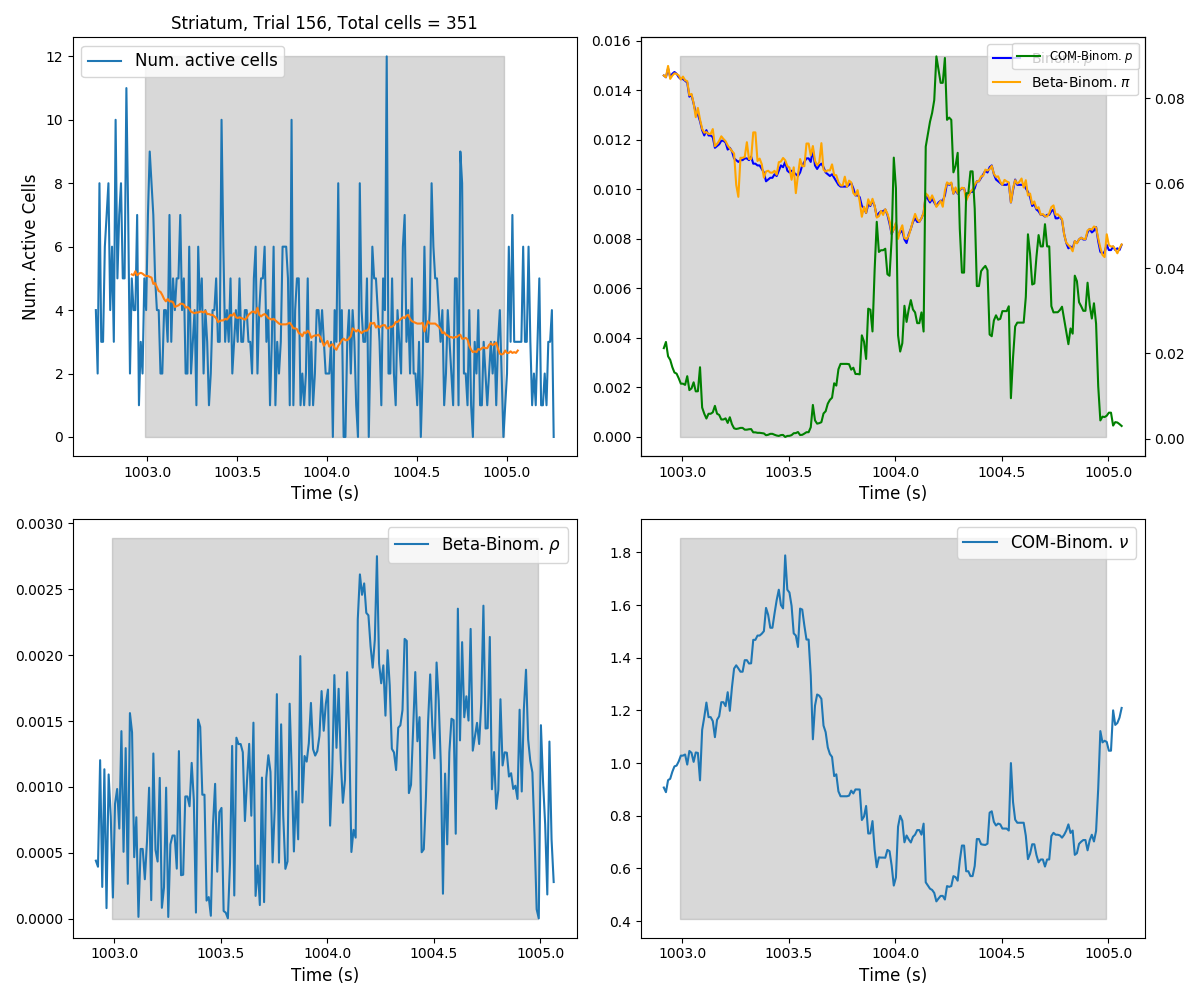 Striatum, Trial 156, Total cells = 351
Num. active cells
12
10
8
6
4
2
0
Num. Active Cells
1003.0 1003.5 1004.0 1004.5 1005.0
Time (s)
COM-Binom. p
Binom. p
Beta-Binom. π
0.016
0.014
0.012
0.010
0.008
0.006
0.004
0.002
0.000
0.08
0.06
0.04
0.02
0.00
1003.0 1003.5 1004.0 1004.5 1005.0
Time (s)
Beta-Binom. ρ
0.0030
0.0025
0.0020
0.0015
0.0010
0.0005
0.0000
1003.0 1003.5 1004.0 1004.5 1005.0
Time (s)
COM-Binom. ν
1.8
1.6
1.4
1.2
1.0
0.8
0.6
0.4
1003.0 1003.5 1004.0 1004.5 1005.0
Time (s)